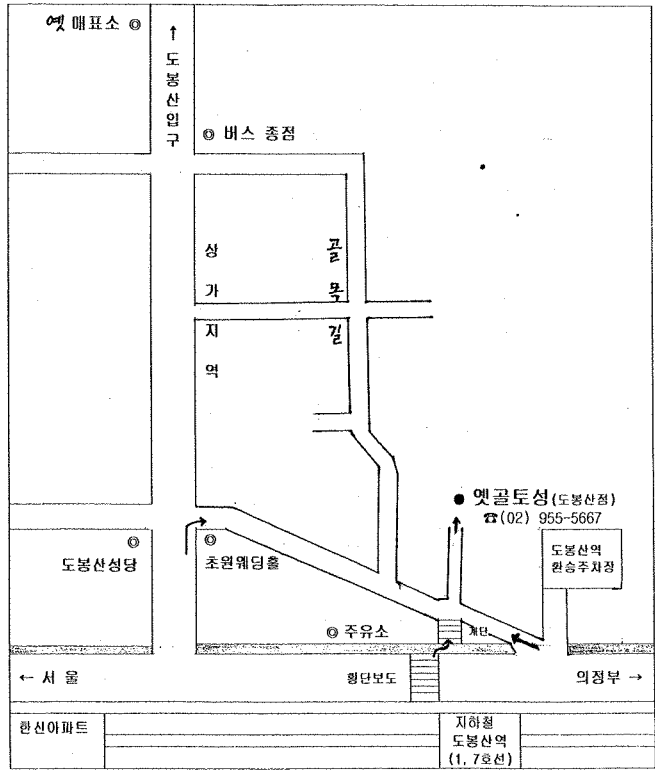 옛 매표소 ◎
↑ 도봉산입구
◎ 버스 종점
상가지역
골목길
● 옛골토성(도봉산점)
☎(02) 955-5667
◎
도봉산성당
◎
초원웨딩홀
도봉산역
환승주차장
◎ 주유소
계단
← 서 울
횡단보도
의정부 →
한신아파트
지하철
도봉산역
(1, 7호선)